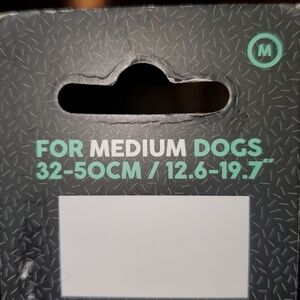 M
FOR MEDIUM DOGS
32-50CM / 12.6-19.7"